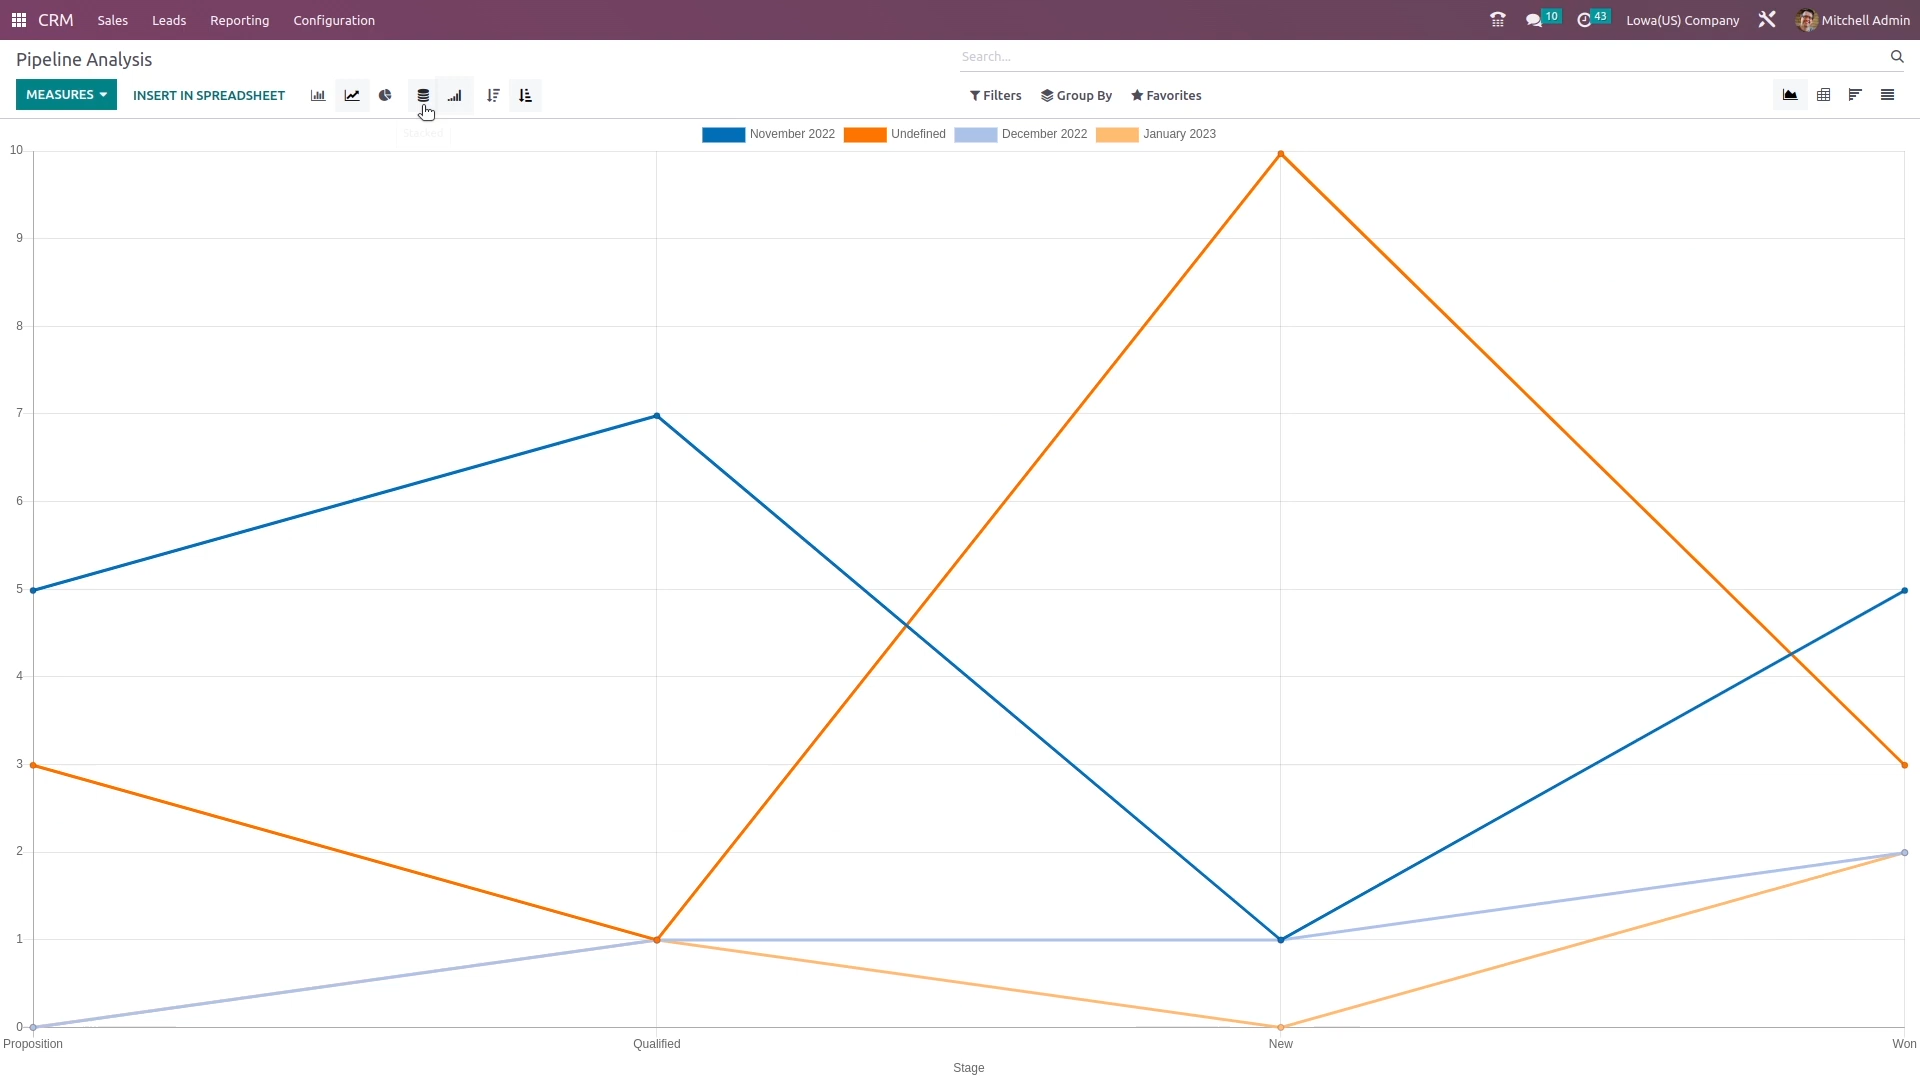 CRM Sales Leads Reporting Configuration 10 43 Lowa(US) Company Mitchell Admin
Pipeline Analysis
Search...
MEASURES INSERT IN SPREADSHEET
Filters Group By Favorites
Stacked
November 2022 Undefined December 2022 January 2023
10
9
8
7
6
5
4
3
2
1
0
Proposition Qualified New Won
Stage